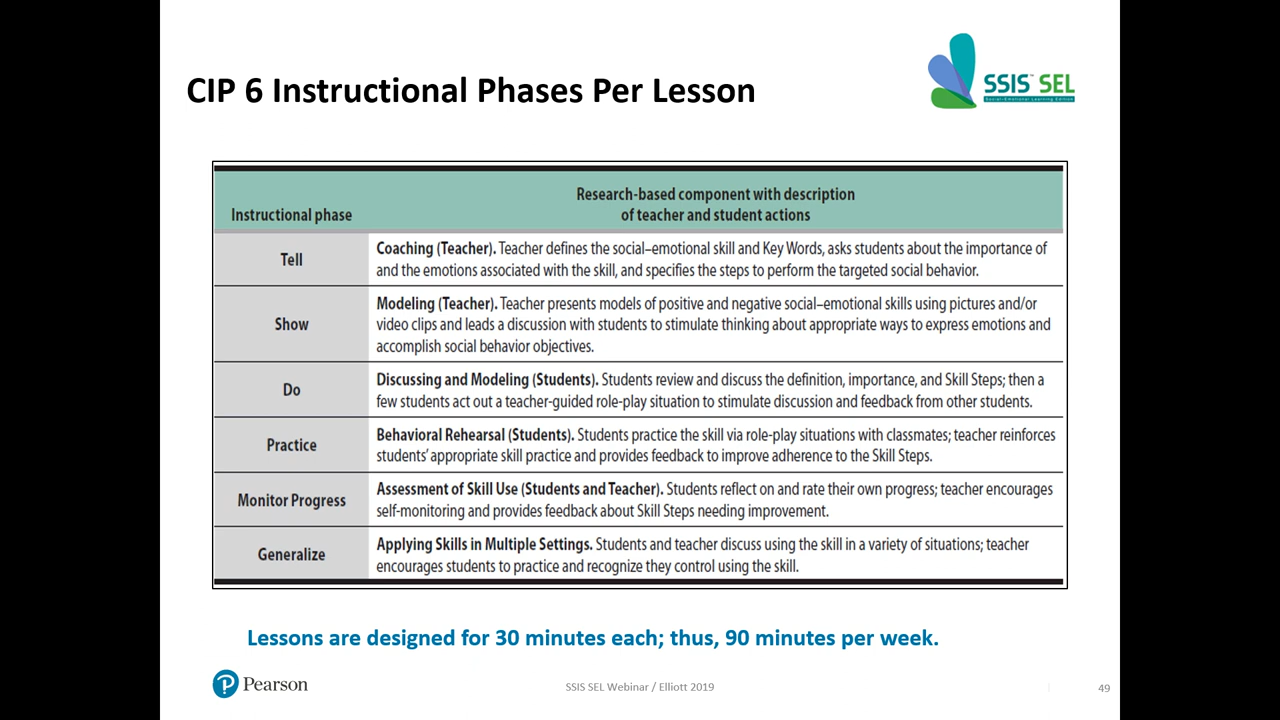 CIP 6 Instructional Phases Per Lesson
SSIS™ SEL
Social-Emotional Learning Edition
Instructional phase
Research-based component with description
of teacher and student actions
Tell
Coaching (Teacher). Teacher defines the social–emotional skill and Key Words, asks students about the importance of
and the emotions associated with the skill, and specifies the steps to perform the targeted social behavior.
Show
Modeling (Teacher). Teacher presents models of positive and negative social–emotional skills using pictures and/or
video clips and leads a discussion with students to stimulate thinking about appropriate ways to express emotions and
accomplish social behavior objectives.
Do
Discussing and Modeling (Students). Students review and discuss the definition, importance, and Skill Steps; then a
few students act out a teacher-guided role-play situation to stimulate discussion and feedback from other students.
Practice
Behavioral Rehearsal (Students). Students practice the skill via role-play situations with classmates; teacher reinforces
students' appropriate skill practice and provides feedback to improve adherence to the Skill Steps.
Monitor Progress
Assessment of Skill Use (Students and Teacher). Students reflect on and rate their own progress; teacher encourages
self-monitoring and provides feedback about Skill Steps needing improvement.
Generalize
Applying Skills in Multiple Settings. Students and teacher discuss using the skill in a variety of situations; teacher
encourages students to practice and recognize they control using the skill.
Lessons are designed for 30 minutes each; thus, 90 minutes per week.
Pearson
SSIS SEL Webinar / Elliott 2019
49